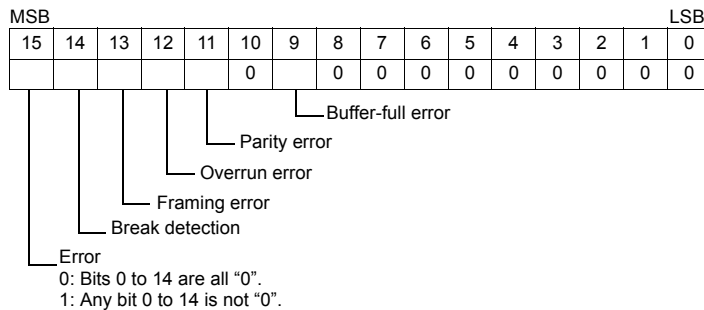 MSB LSB
15 14 13 12 11 10 9 8 7 6 5 4 3 2 1 0
0 0 0 0 0 0 0 0 0 0
Buffer-full error
Parity error
Overrun error
Framing error
Break detection
Error
0: Bits 0 to 14 are all “0”.
1: Any bit 0 to 14 is not “0”.